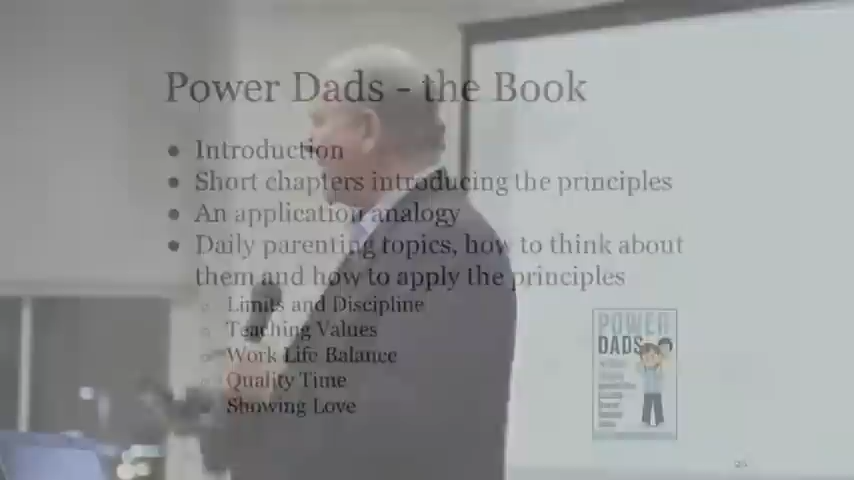 Power Dads - the Book
● Introduction
● Short chapters introducing the principles
● An application analogy
● Daily parenting topics, how to think about
them and how to apply the principles
○ Limits and Discipline
○ Teaching Values
○ Work Life Balance
○ Quality Time
○ Showing Love
POWER
DADS